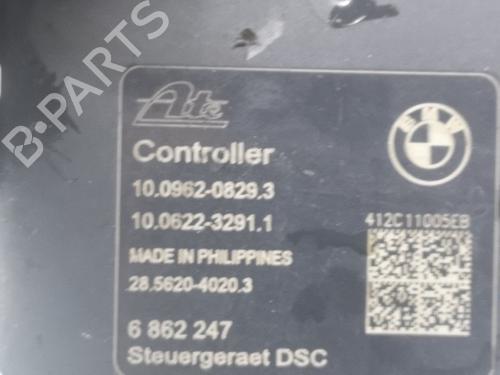 B-PARTS
Ate
BMW
Controller
10.0962-0829.3
10.0622-3291.1
412C11005EB
MADE IN PHILIPPINES
28.5620-4020.3
6 862 247
Steuergeraet DSC